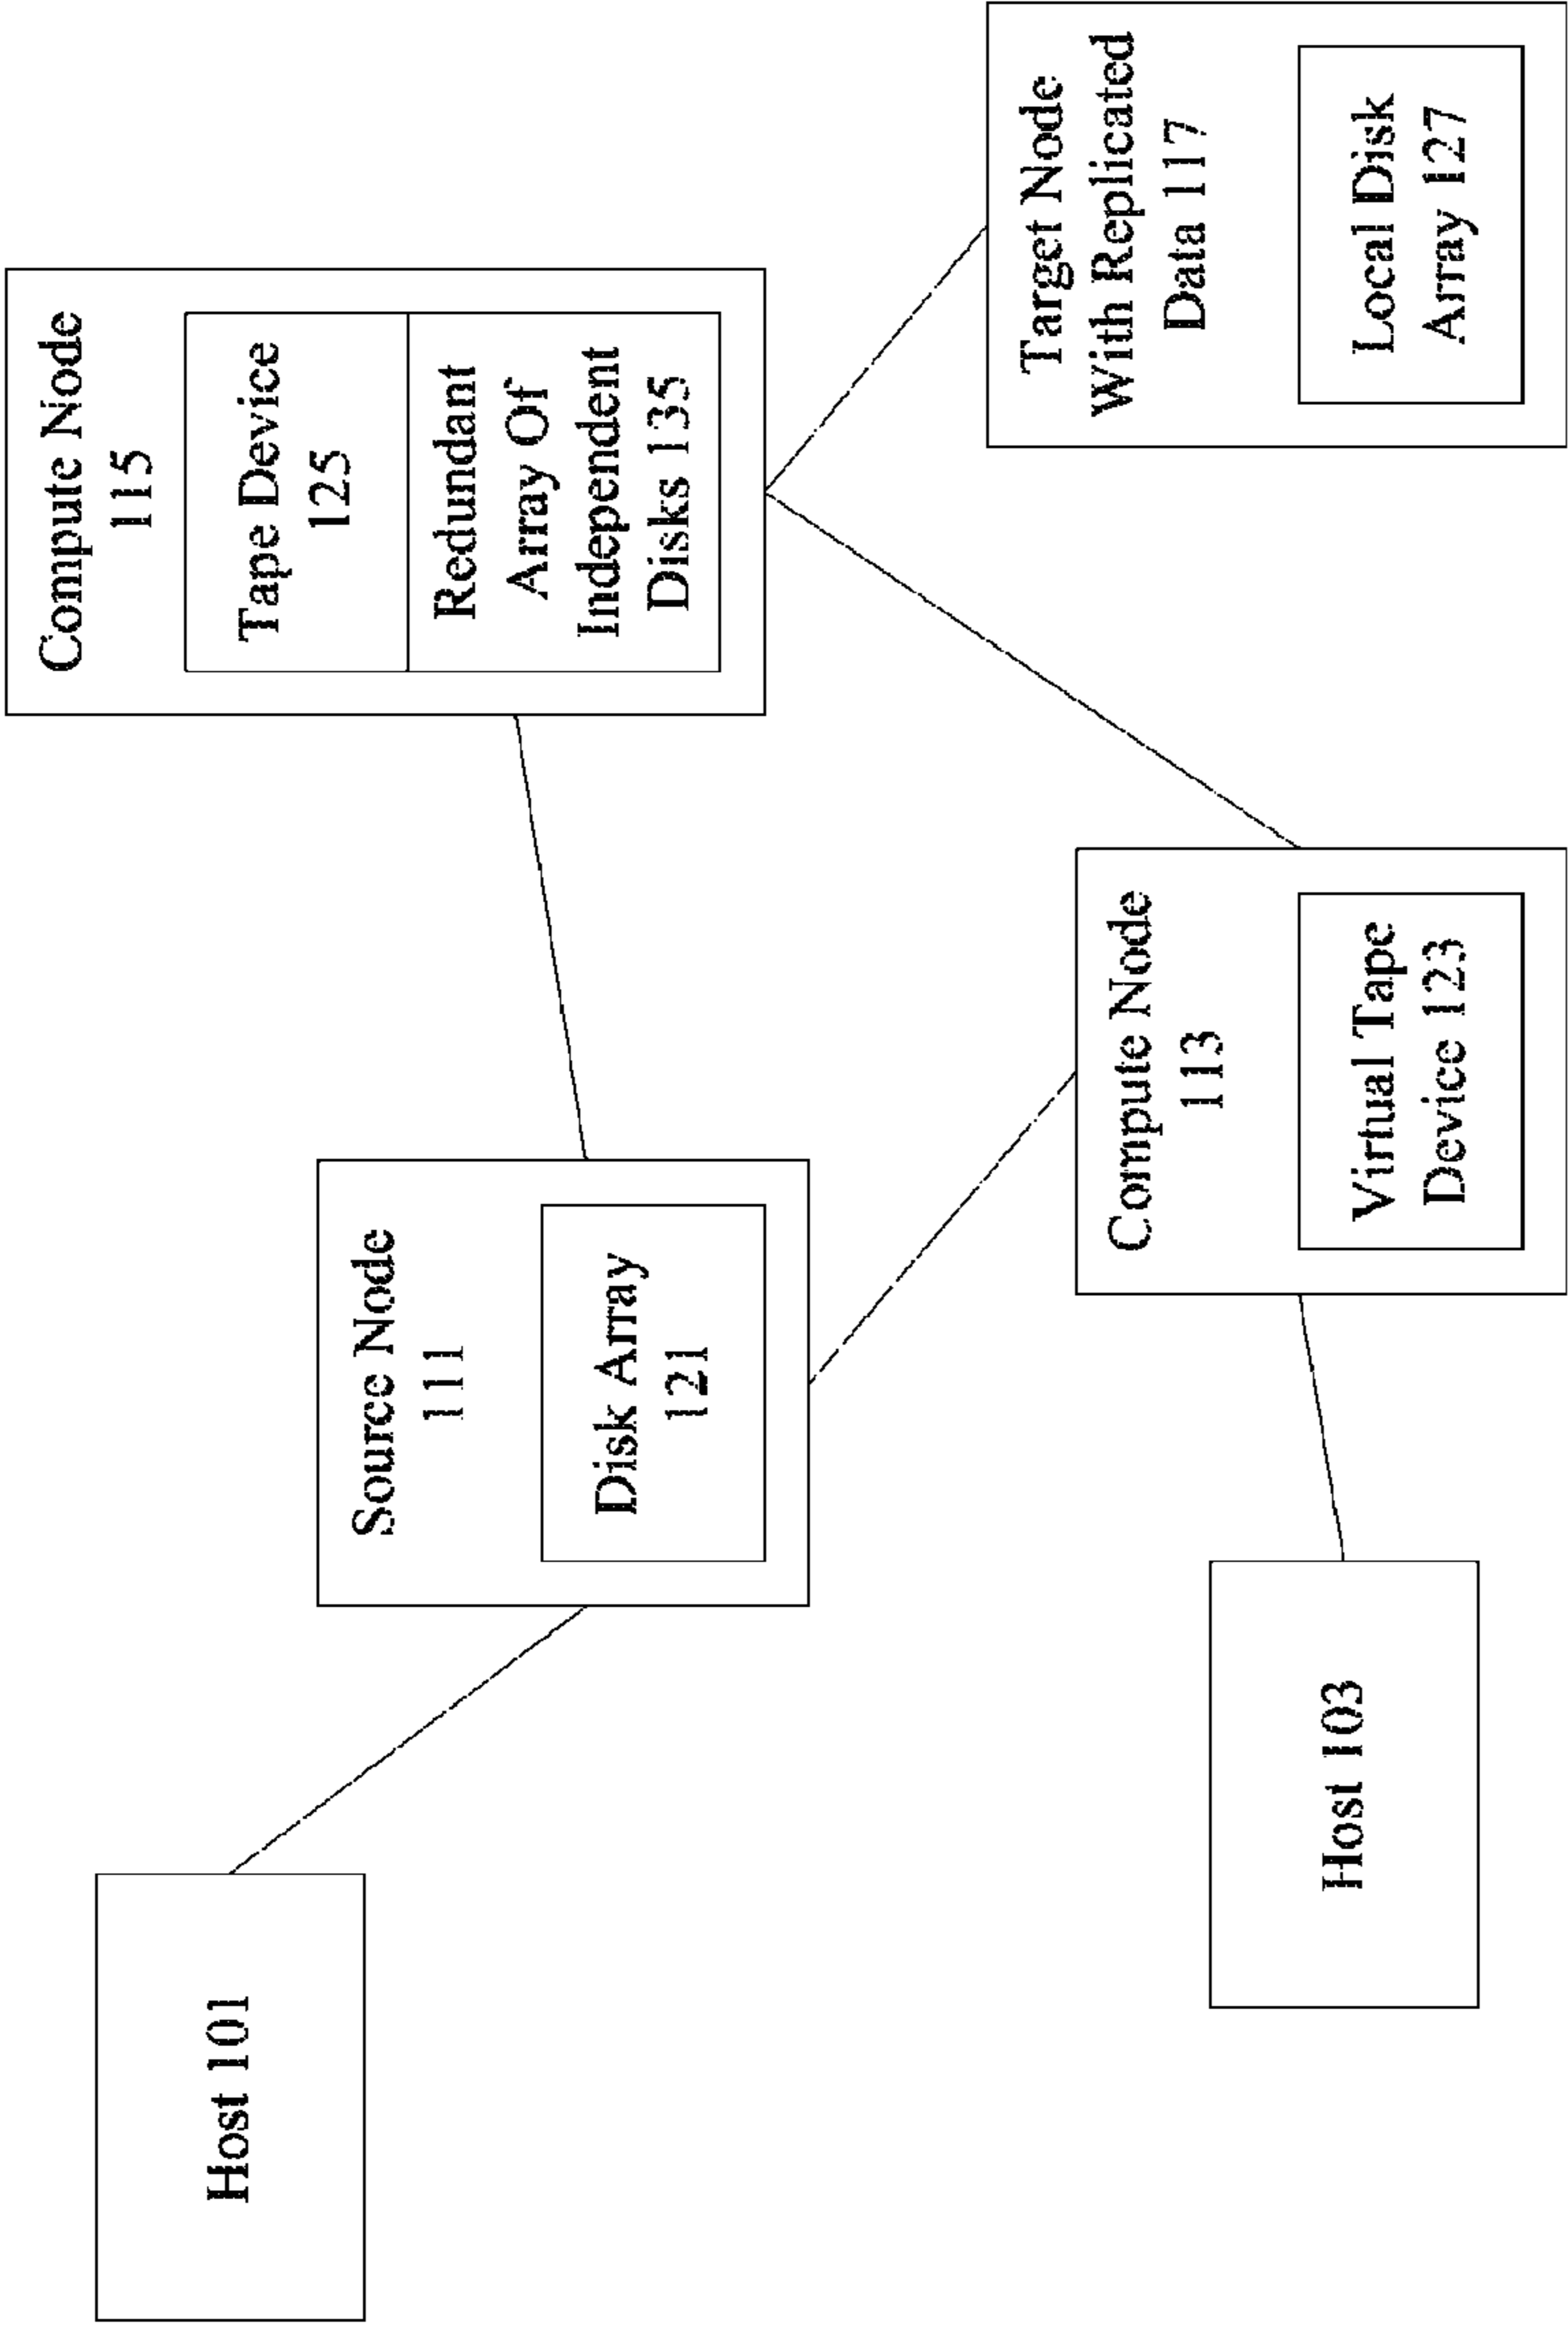 Host 101
Source Node
111
Disk Array
121
Compute Node
115
Tape Device
125
Redundant
Array Of
Independent
Disks 135
Host 103
Compute Node
113
Virtual Tape
Device 123
Target Node
With Replicated
Data 117
Local Disk
Array 127